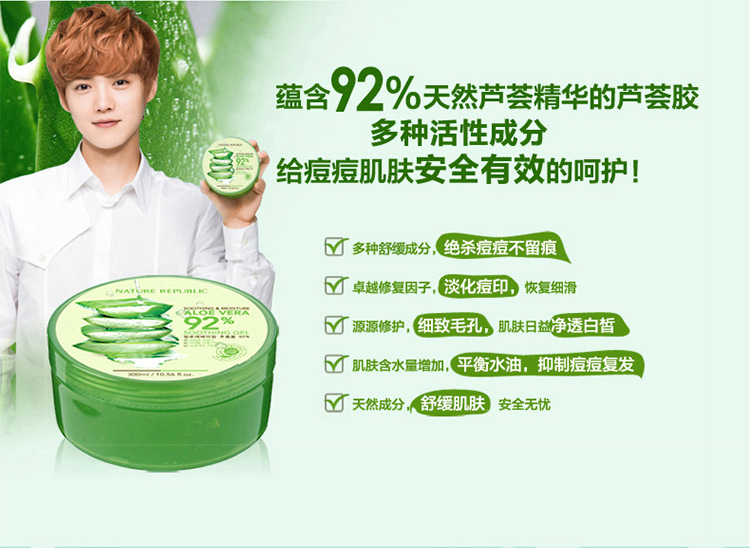 蕴含92%天然芦荟精华的芦荟胶
多种活性成分
给痘痘肌肤安全有效的呵护！
NATURE REPUBLIC
92%
多种舒缓成分，绝杀痘痘不留痕
卓越修复因子，淡化痘印，恢复细滑
源源修护，细致毛孔，肌肤日益净透白皙
肌肤含水量增加，平衡水油，抑制痘痘复发
天然成分，舒缓肌肤 安全无忧
NATURE REPUBLIC
SOOTHING & MOISTURE
ALOE VERA
92%
SOOTHING GEL
300ml / 10.56 fl.oz.